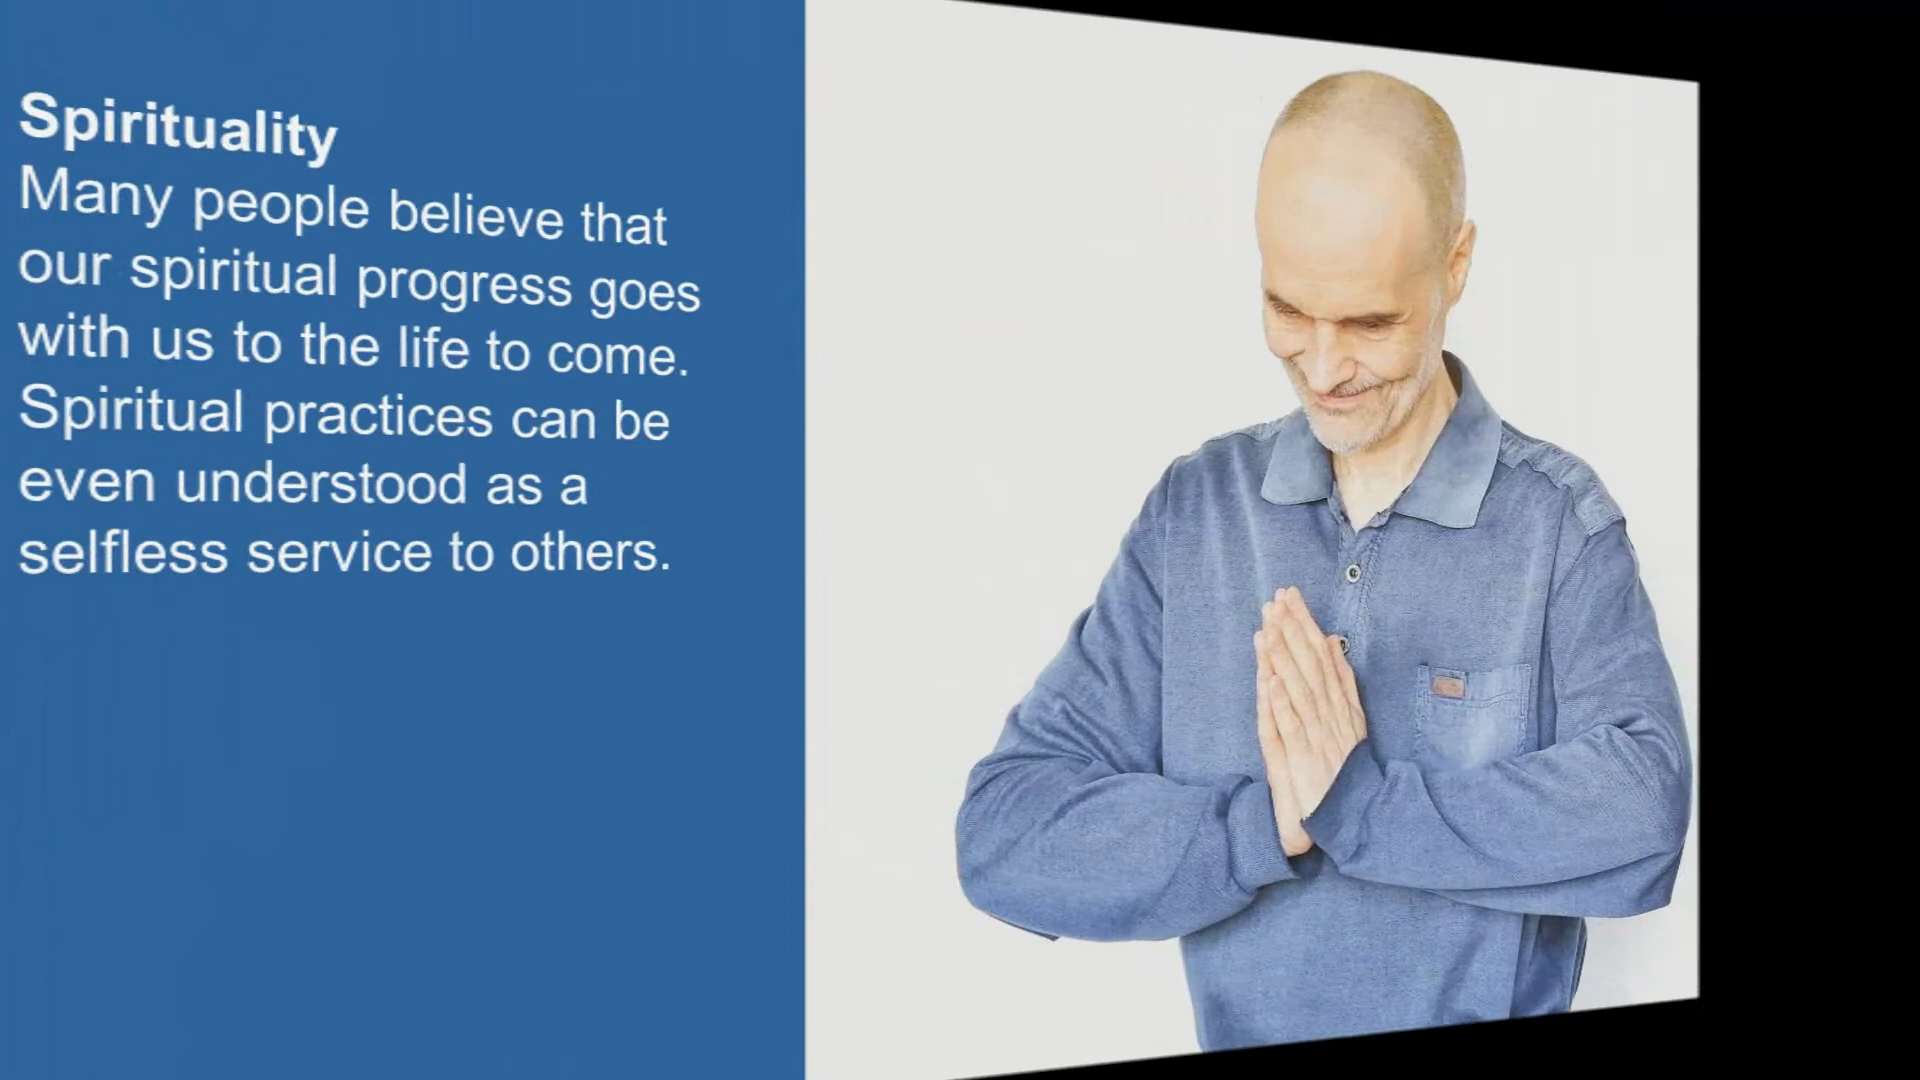 Spirituality
Many people believe that
our spiritual progress goes
with us to the life to come.
Spiritual practices can be
even understood as a
selfless service to others.